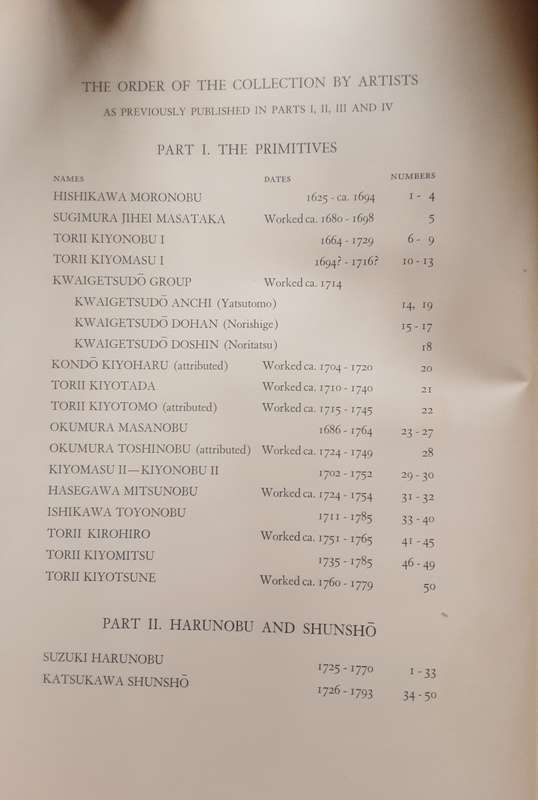 THE ORDER OF THE COLLECTION BY ARTISTS
AS PREVIOUSLY PUBLISHED IN PARTS I, II, III AND IV
PART I. THE PRIMITIVES
NAMES DATES NUMBERS
HISHIKAWA MORONOBU 1625 - ca. 1694 1 - 4
SUGIMURA JIHEI MASATAKA Worked ca. 1680 - 1698 5
TORII KIYONOBU I 1664 - 1729 6 - 9
TORII KIYOMASU I 1694? - 1716? 10 - 13
KWAIGETSUDŌ GROUP Worked ca. 1714
KWAIGETSUDŌ ANCHI (Yatsutomo) 14, 19
KWAIGETSUDŌ DOHAN (Norishige) 15 - 17
KWAIGETSUDŌ DOSHIN (Noritatsu) 18
KONDŌ KIYOHARU (attributed) Worked ca. 1704 - 1720 20
TORII KIYOTADA Worked ca. 1710 - 1740 21
TORII KIYOTOMO (attributed) Worked ca. 1715 - 1745 22
OKUMURA MASANOBU 1686 - 1764 23 - 27
OKUMURA TOSHINOBU (attributed) Worked ca. 1724 - 1749 28
KIYOMASU II—KIYONOBU II 1702 - 1752 29 - 30
HASEGAWA MITSUNOBU Worked ca. 1724 - 1754 31 - 32
ISHIKAWA TOYONOBU 1711 - 1785 33 - 40
TORII KIROHIRO Worked ca. 1751 - 1765 41 - 45
TORII KIYOMITSU 1735 - 1785 46 - 49
TORII KIYOTSUNE Worked ca. 1760 - 1779 50
PART II. HARUNOBU AND SHUNSHŌ
SUZUKI HARUNOBU 1725 - 1770 1 - 33
KATSUKAWA SHUNSHŌ 1726 - 1793 34 - 50